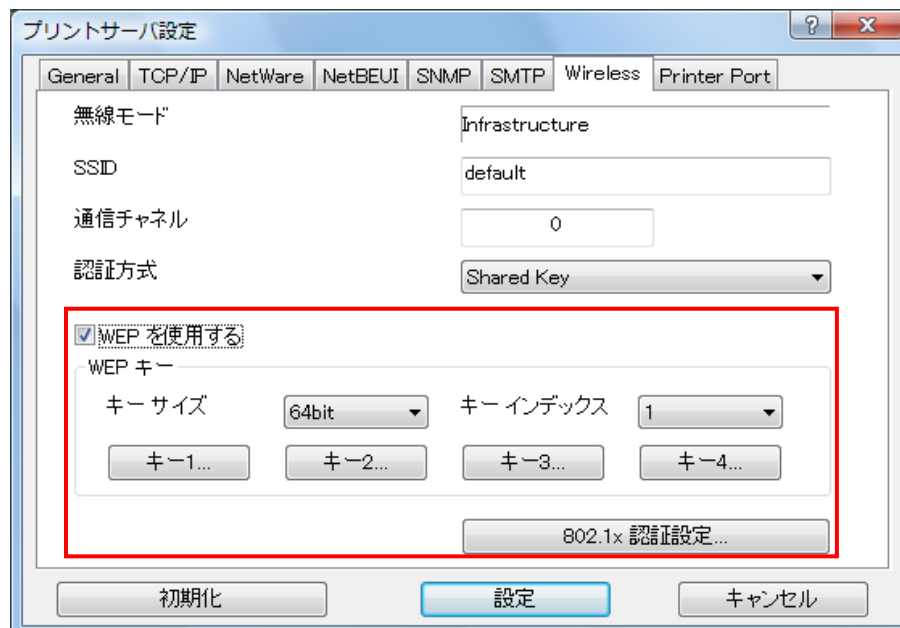 プリントサーバ設定
General TCP/IP NetWare NetBEUI SNMP SMTP Wireless Printer Port
無線モード Infrastructure
SSID default
通信チャネル 0
認証方式 Shared Key
WEP を使用する
WEP キー
キー サイズ 64bit キー インデックス 1
キー1... キー2... キー3... キー4...
802.1x 認証設定...
初期化 設定 キャンセル